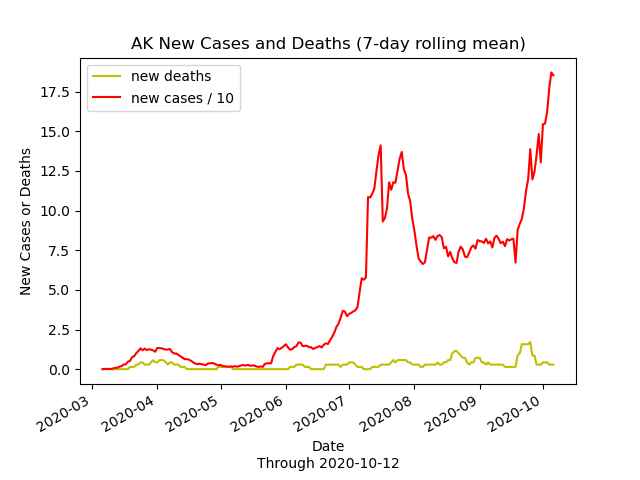 AK New Cases and Deaths (7-day rolling mean)
new deaths
new cases / 10
17.5
15.0
12.5
10.0
7.5
5.0
2.5
0.0
New Cases or Deaths
2020-03
2020-04
2020-05
2020-06
2020-07
2020-08
2020-09
2020-10
Date
Through 2020-10-12